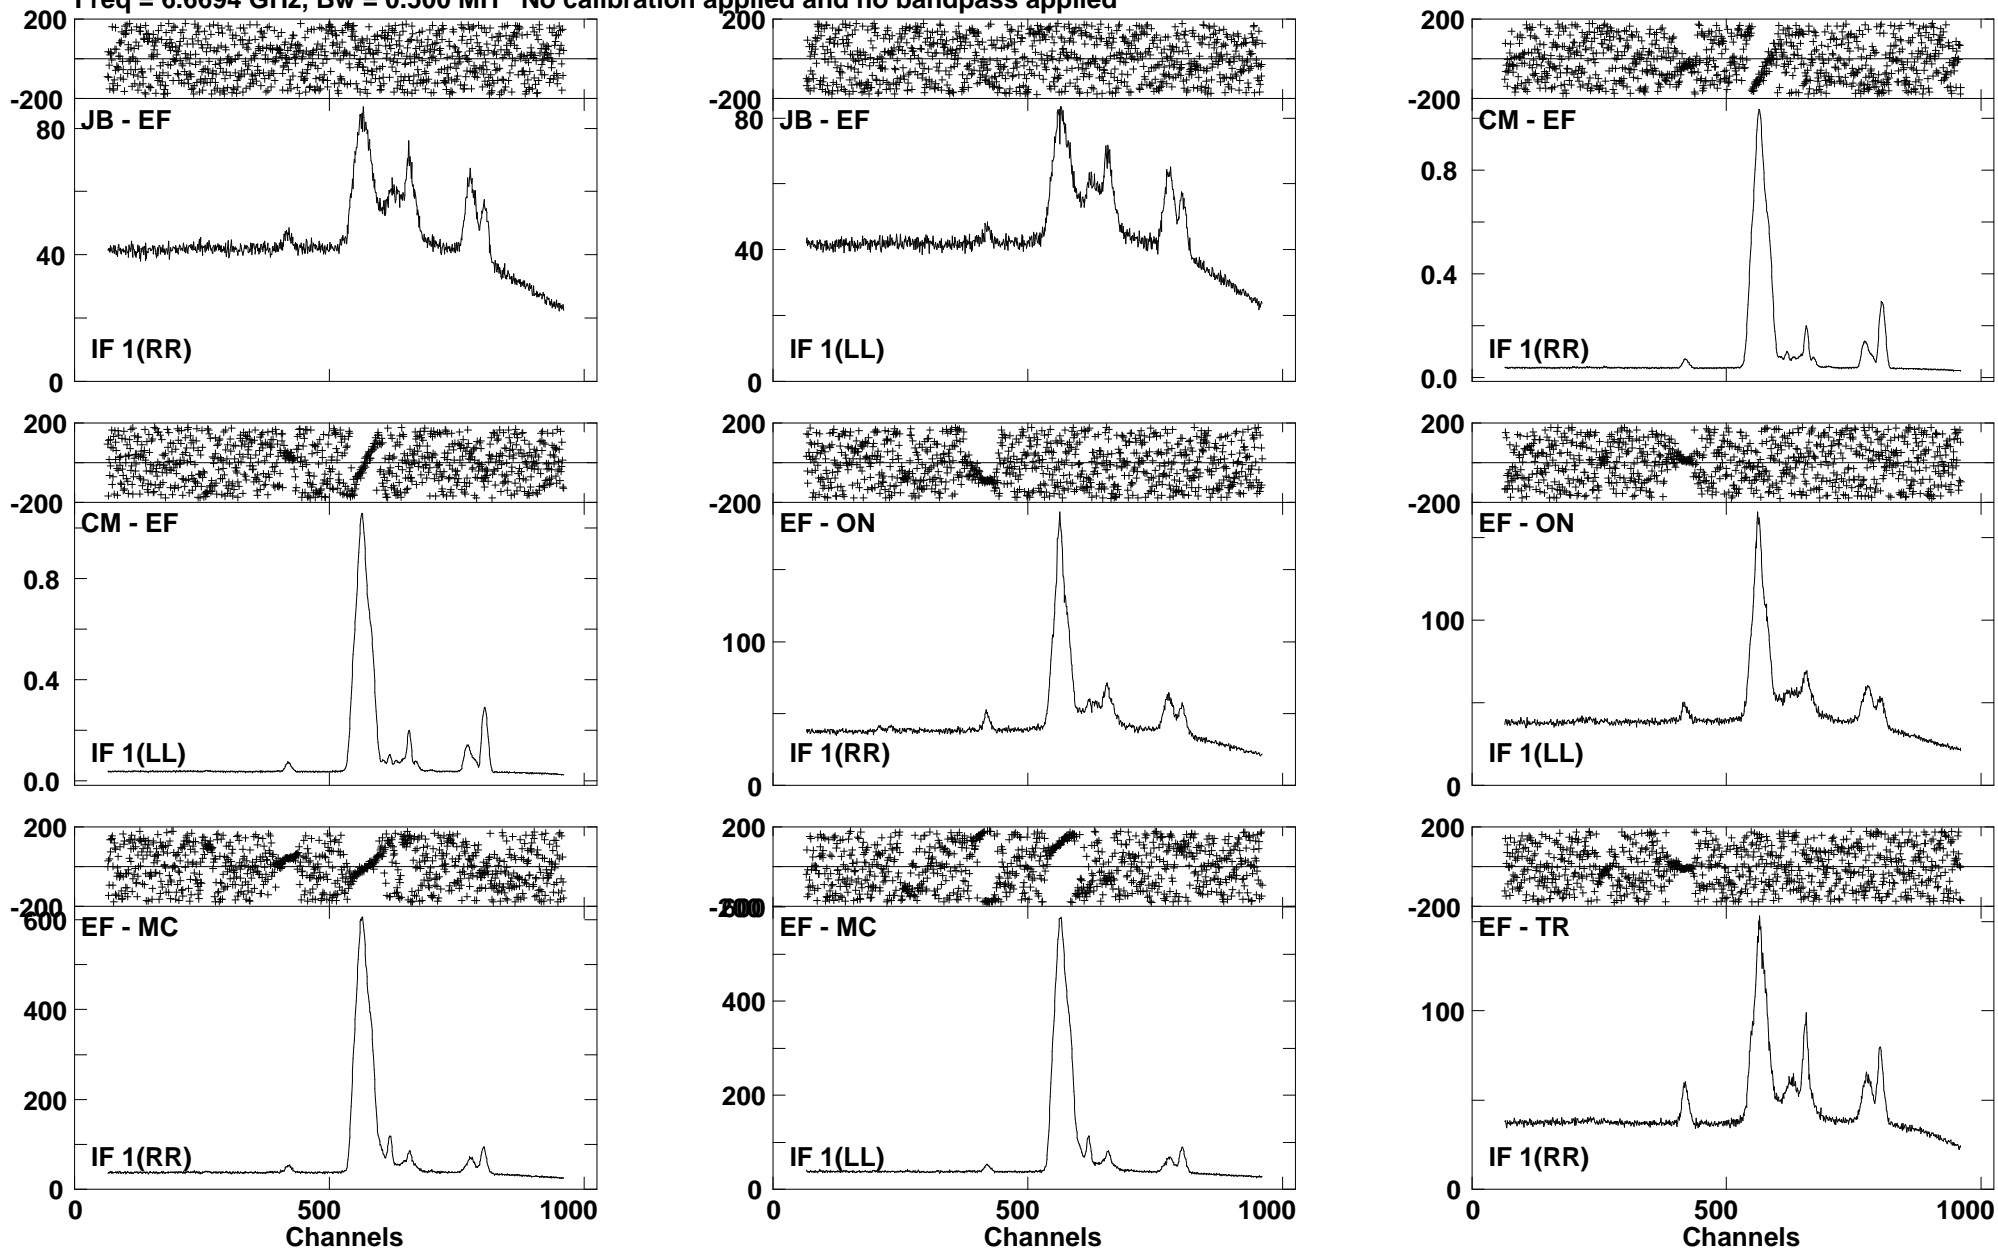 Freq = 6.6694 GHz, Bw = 0.500 MH No calibration applied and no bandpass applied
200 200 200
-200 -200 -200
JB - EF JB - EF CM - EF
80 80 0.8
40 40 0.4
IF 1(RR) IF 1(LL) IF 1(RR)
0 0 0.0
200 200 200
-200 -200 -200
CM - EF EF - ON EF - ON
0.8 100 100
0.4
IF 1(LL) IF 1(RR) IF 1(LL)
0.0 0 0
200 200 200
-200 -200 -200
600 600
EF - MC EF - MC EF - TR
400 400 100
200 200
IF 1(RR) IF 1(LL) IF 1(RR)
0 0 0
0 500 1000 0 500 1000 0 500 1000
Channels Channels Channels